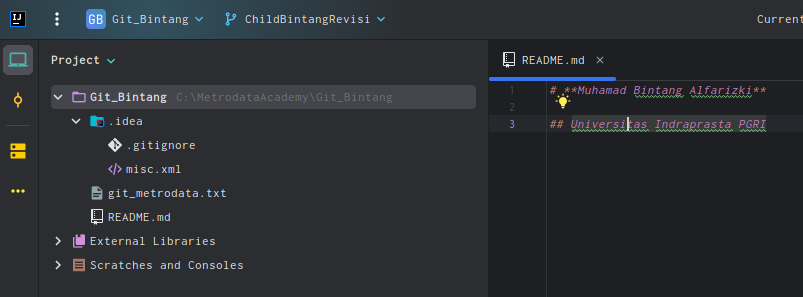 IJ GB Git_Bintang ChildBintangRevisi Current
Project
Git_Bintang C:\MetrodataAcademy\Git_Bintang
.idea
.gitignore
misc.xml
git_metrodata.txt
README.md
External Libraries
Scratches and Consoles
README.md
1 # **Muhamad Bintang Alfarizki**
2
3 ## Universitas Indraprasta PGRI